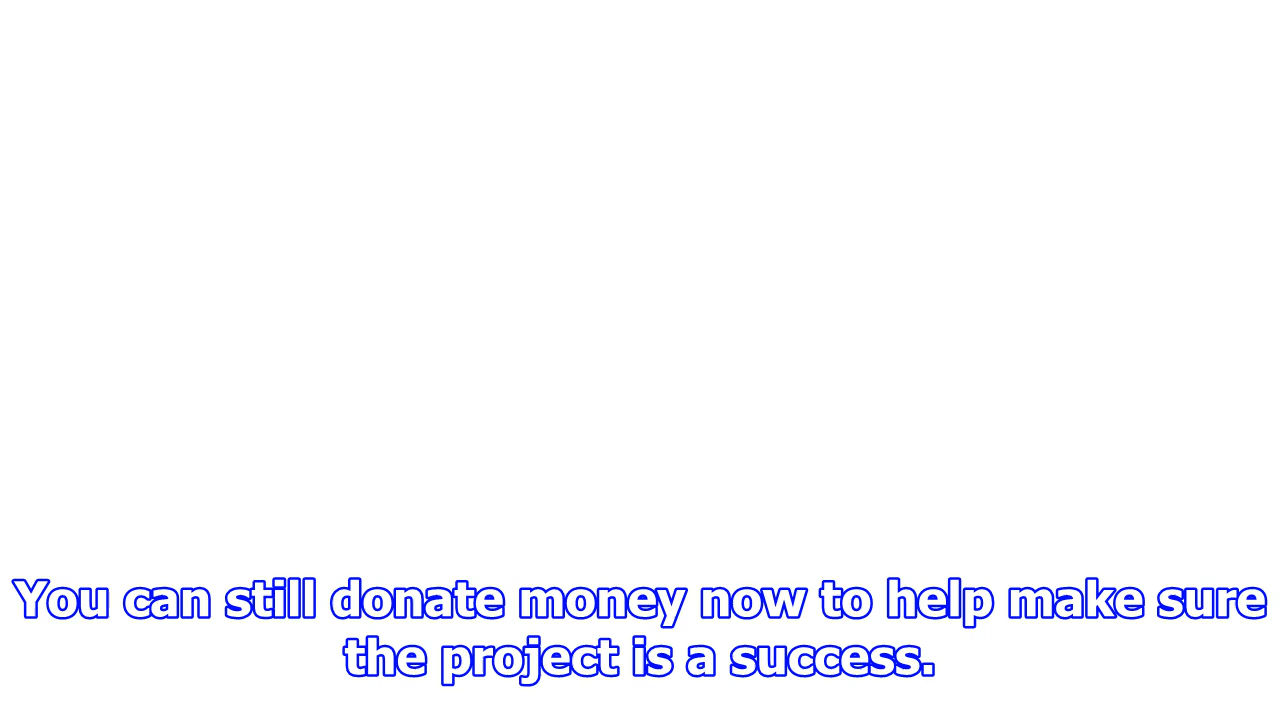 You can still donate money now to help make sure
the project is a success.